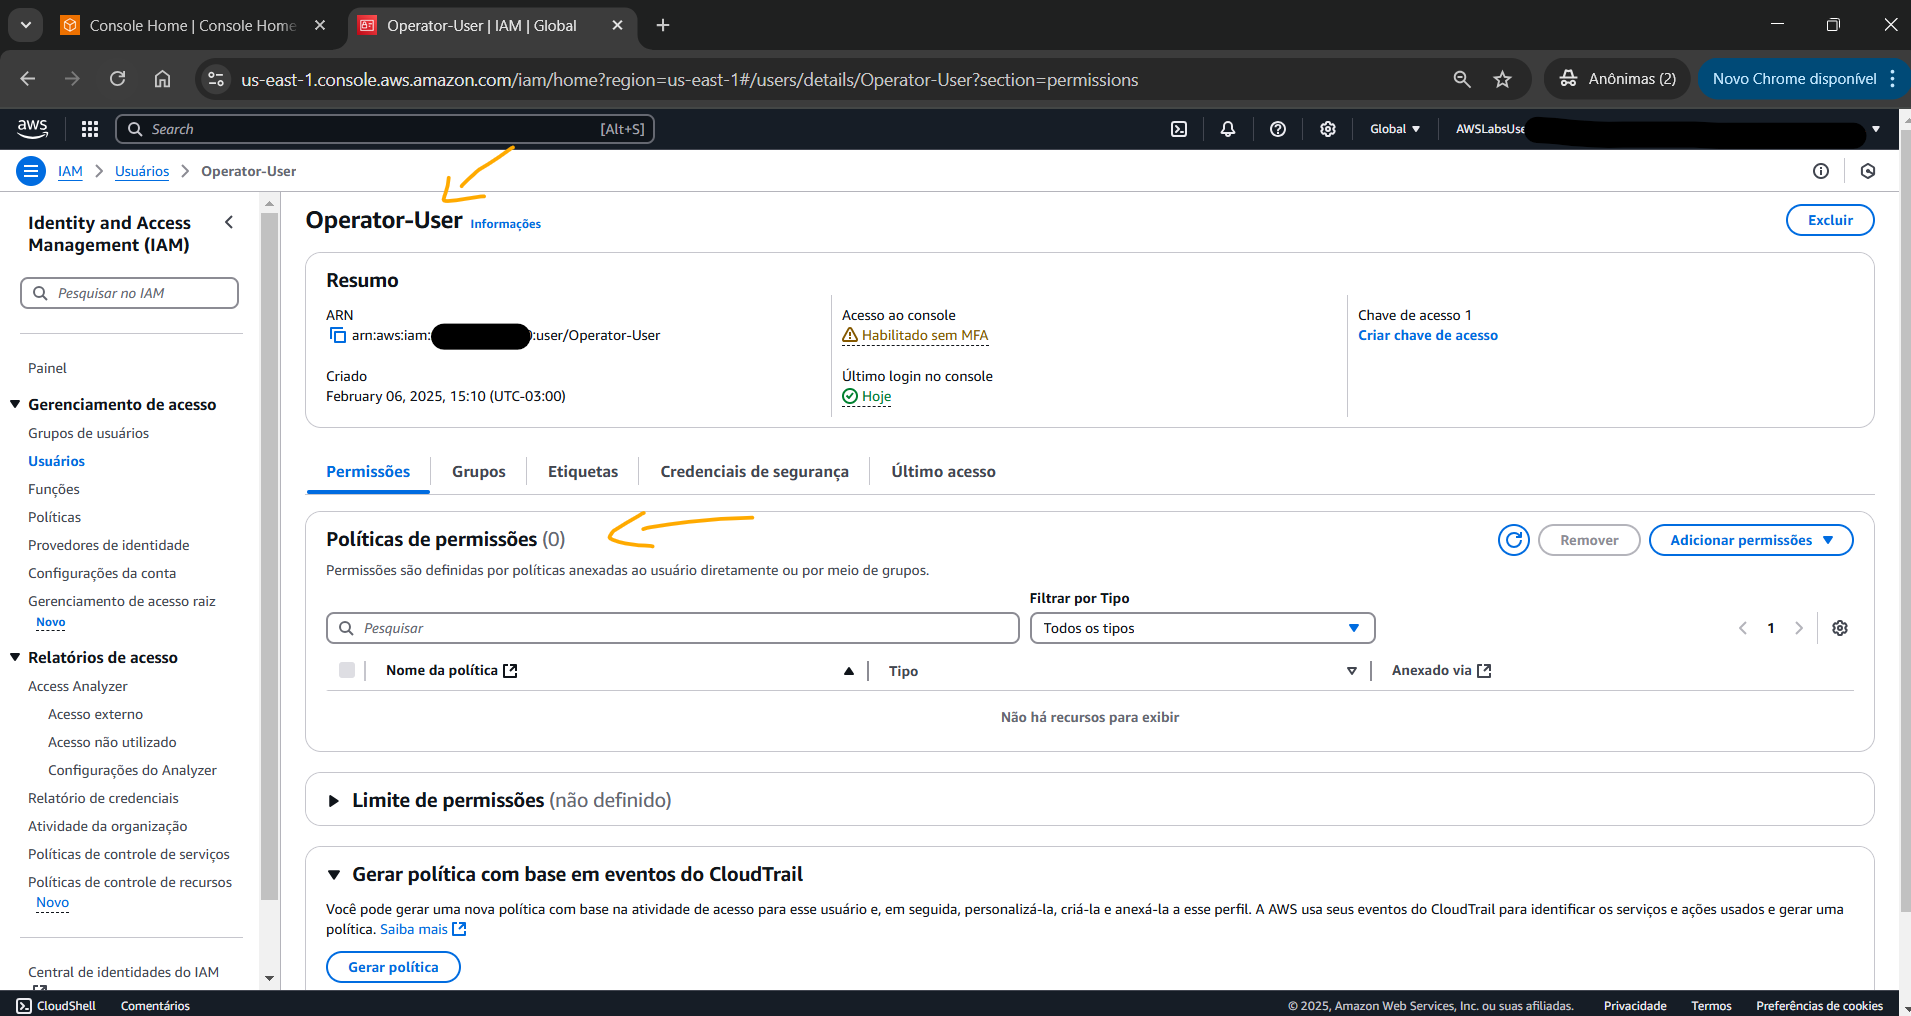 Console Home | Console Home
Operator-User | IAM | Global
us-east-1.console.aws.amazon.com/iam/home?region=us-east-1#/users/details/Operator-User?section=permissions
Anônimas (2)
Novo Chrome disponível
aws
Search
[Alt+S]
Global
AWSLabsUse
IAM
Usuários
Operator-User
Identity and Access
Management (IAM)
Pesquisar no IAM
Painel
Gerenciamento de acesso
Grupos de usuários
Usuários
Funções
Políticas
Provedores de identidade
Configurações da conta
Gerenciamento de acesso raiz
Novo
Relatórios de acesso
Access Analyzer
Acesso externo
Acesso não utilizado
Configurações do Analyzer
Relatório de credenciais
Atividade da organização
Políticas de controle de serviços
Políticas de controle de recursos
Novo
Central de identidades do IAM
Operator-User Informações
Excluir
Resumo
ARN
arn:aws:iam: :user/Operator-User
Criado
February 06, 2025, 15:10 (UTC-03:00)
Acesso ao console
Habilitado sem MFA
Último login no console
Hoje
Chave de acesso 1
Criar chave de acesso
Permissões
Grupos
Etiquetas
Credenciais de segurança
Último acesso
Políticas de permissões (0)
Remover
Adicionar permissões
Permissões são definidas por políticas anexadas ao usuário diretamente ou por meio de grupos.
Filtrar por Tipo
Pesquisar
Todos os tipos
1
Nome da política
Tipo
Anexado via
Não há recursos para exibir
Limite de permissões (não definido)
Gerar política com base em eventos do CloudTrail
Você pode gerar uma nova política com base na atividade de acesso para esse usuário e, em seguida, personalizá-la, criá-la e anexá-la a esse perfil. A AWS usa seus eventos do CloudTrail para identificar os serviços e ações usados e gerar uma
política. Saiba mais
Gerar política
CloudShell
Comentários
© 2025, Amazon Web Services, Inc. ou suas afiliadas.
Privacidade
Termos
Preferências de cookies